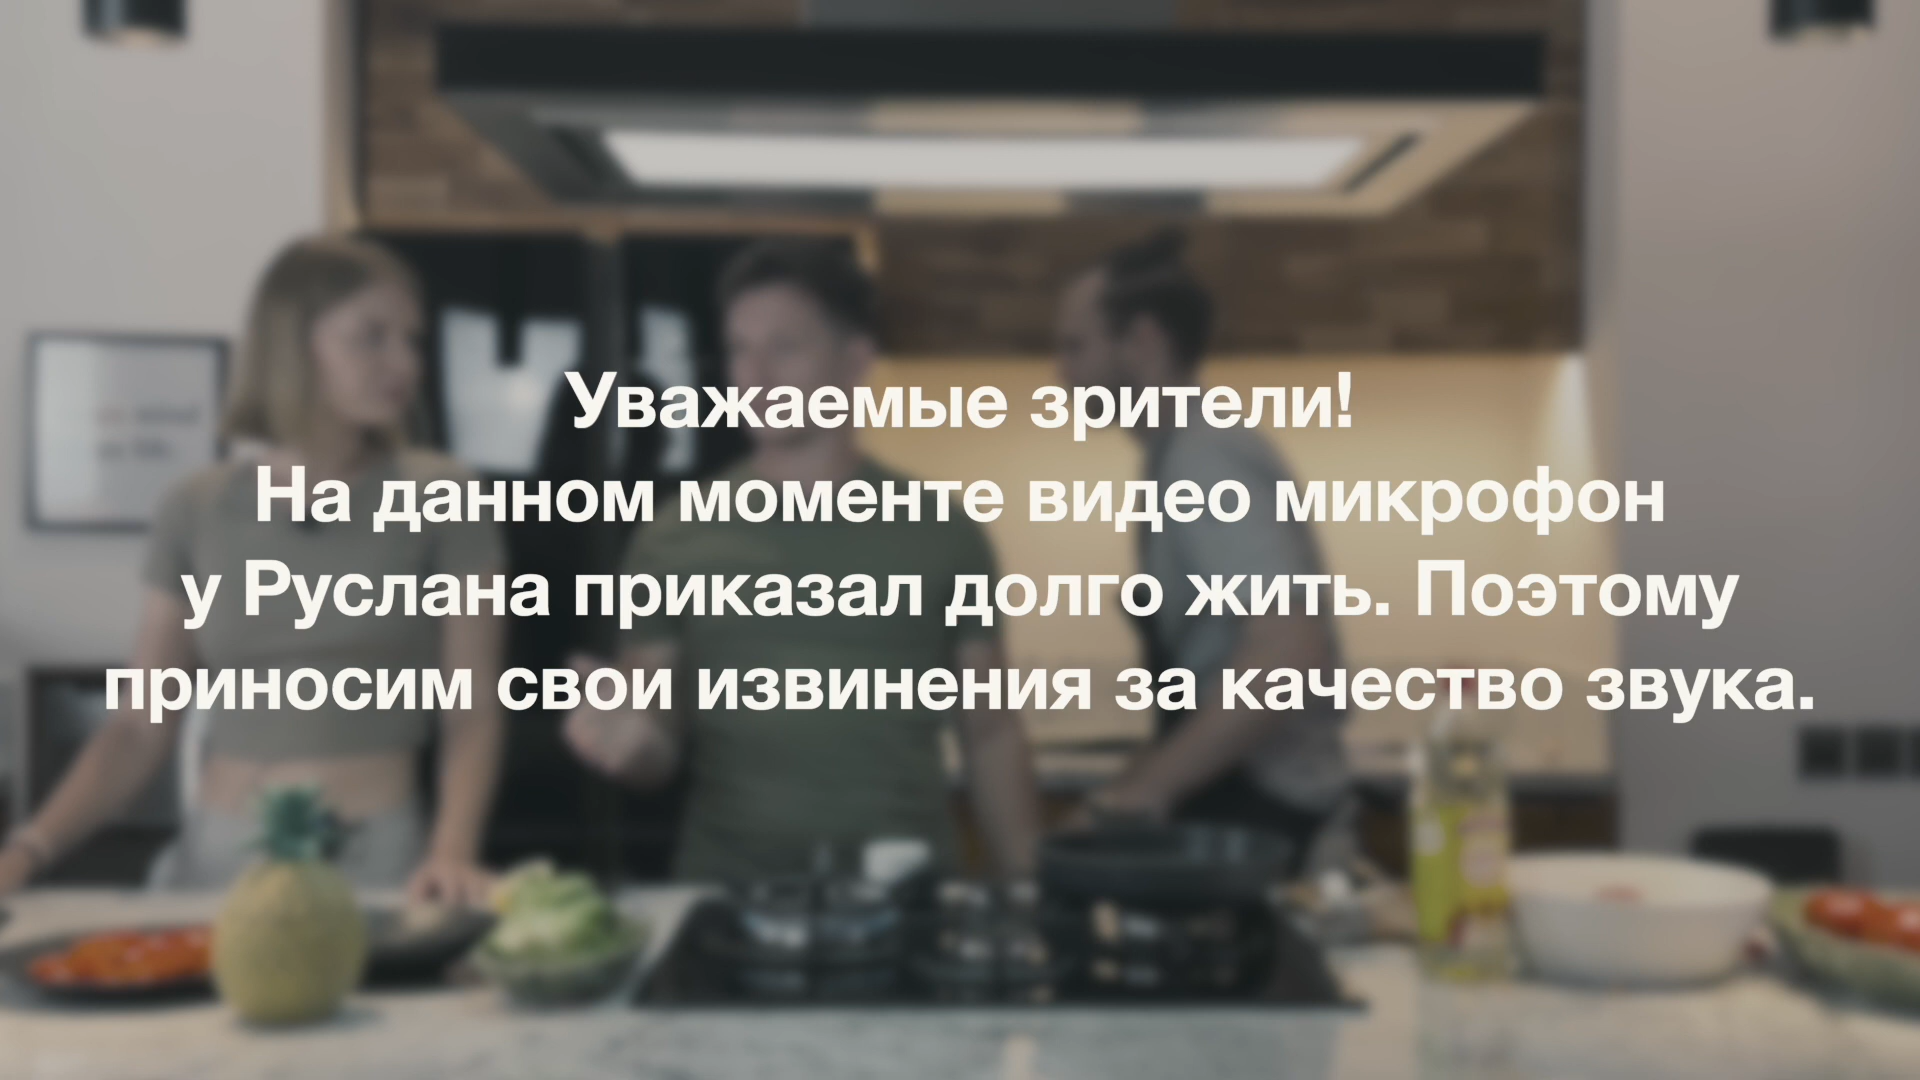 Уважаемые зрители!
На данном моменте видео микрофон
у Руслана приказал долго жить. Поэтому
приносим свои извинения за качество звука.